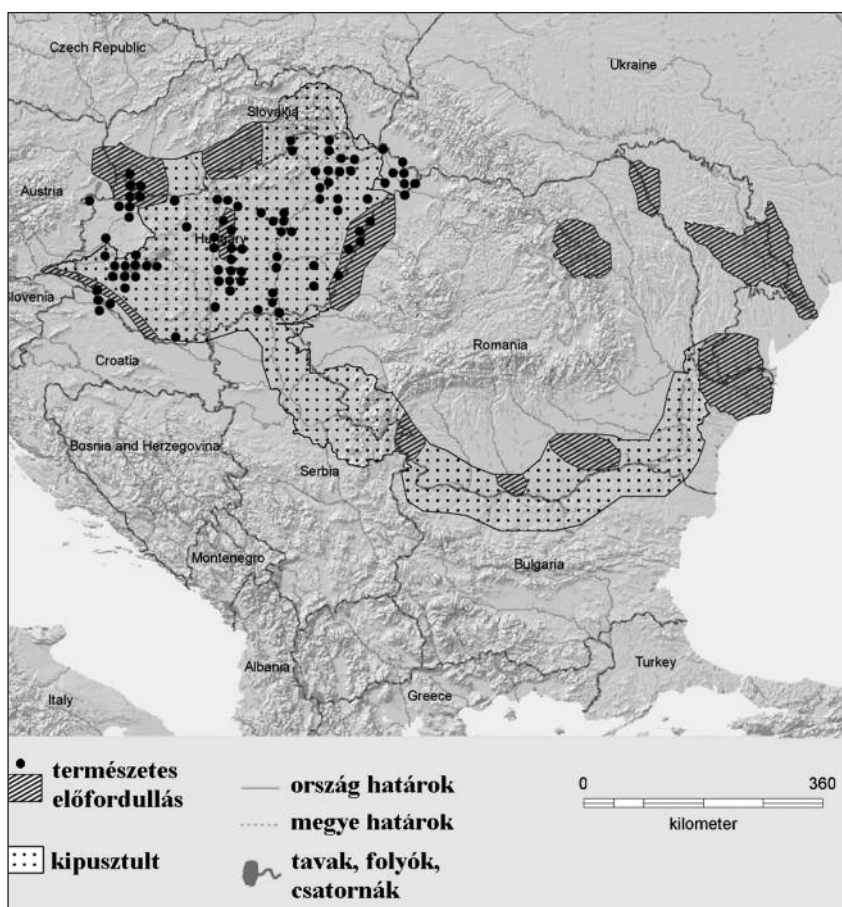 Czech Republic
Ukraine
Slovakia
Austria
Hungary
Slovenia
Romania
Croatia
Bosnia and Herzegovina
Serbia
Montenegro
Bulgaria
Albania
Turkey
Italy
Greece
természetes
előfordullás
kipusztult
ország határok
megye határok
tavak, folyók,
csatornák
0 360
kilometer